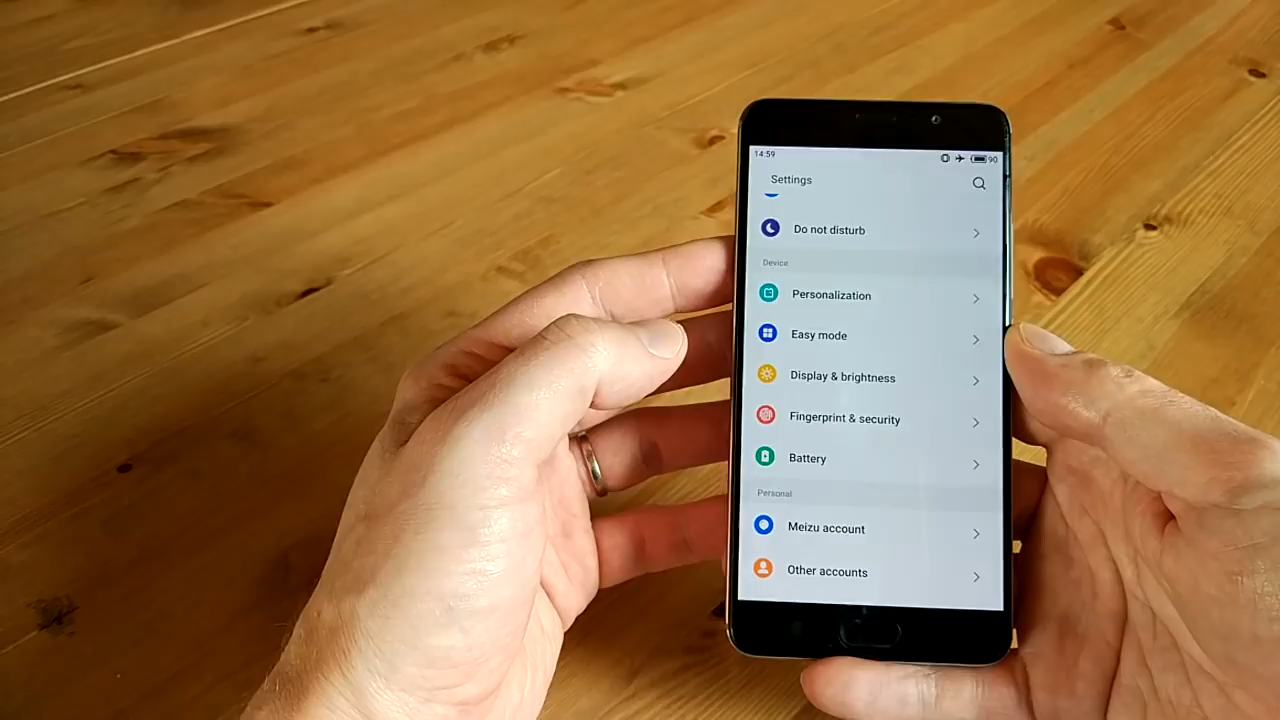 14:59
90
Settings
Do not disturb
Device
Personalization
Easy mode
Display & brightness
Fingerprint & security
Battery
Personal
Meizu account
Other accounts